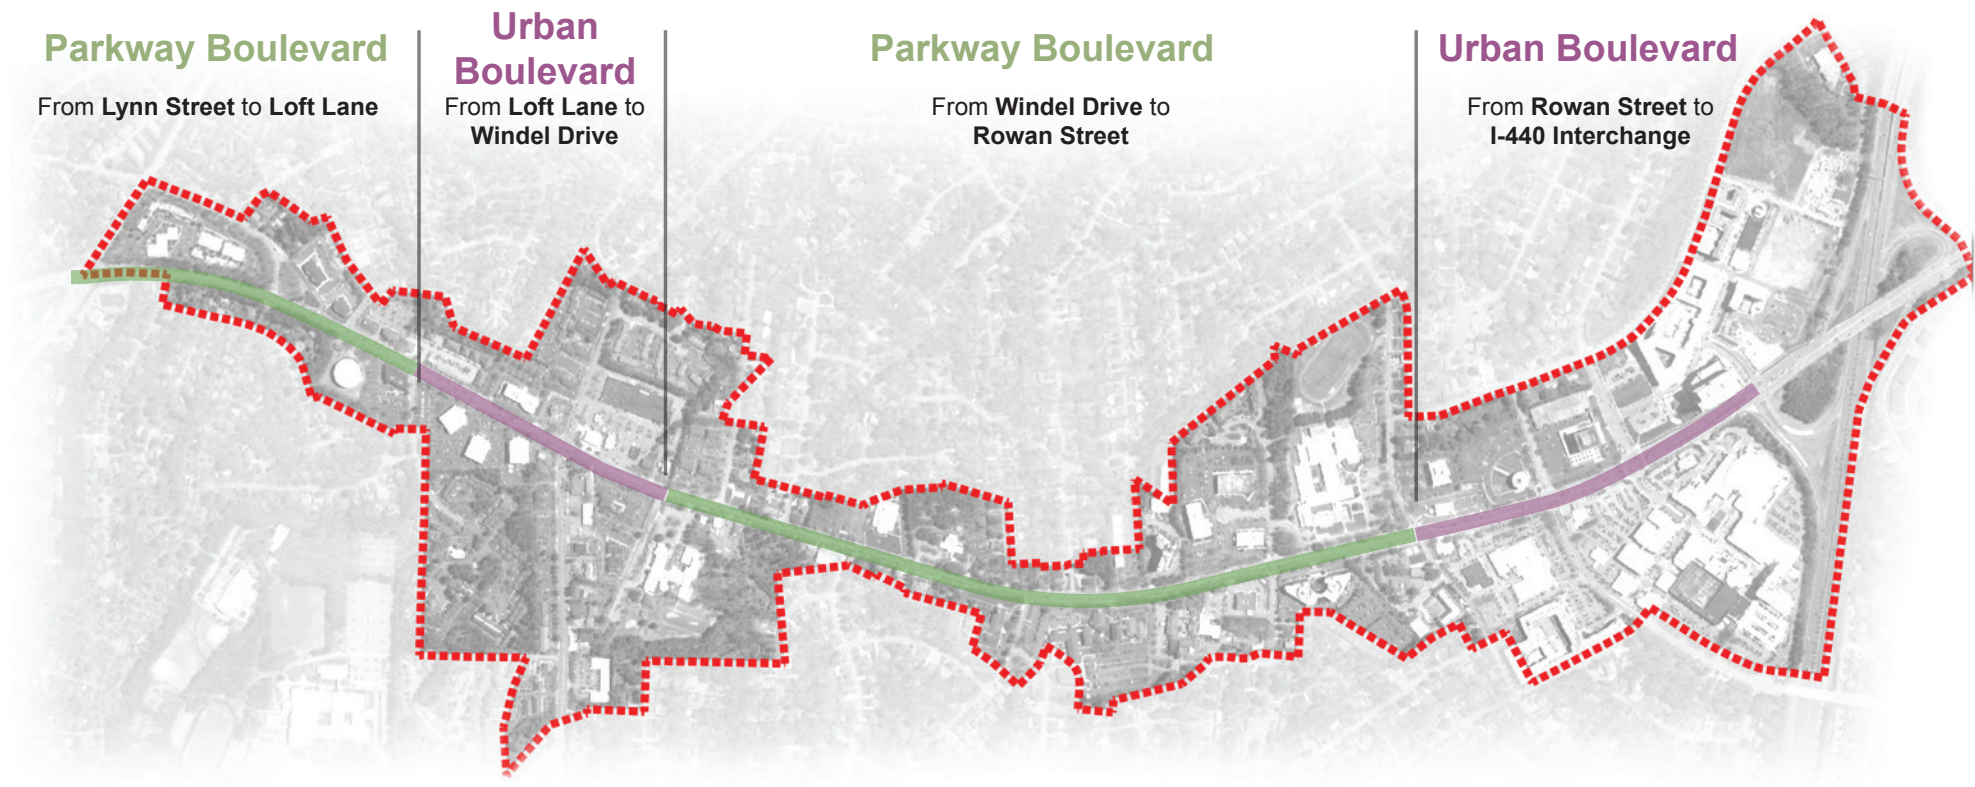 Parkway Boulevard
From Lynn Street to Loft Lane
Urban
Boulevard
From Loft Lane to
Windel Drive
Parkway Boulevard
From Windel Drive to
Rowan Street
Urban Boulevard
From Rowan Street to
I-440 Interchange